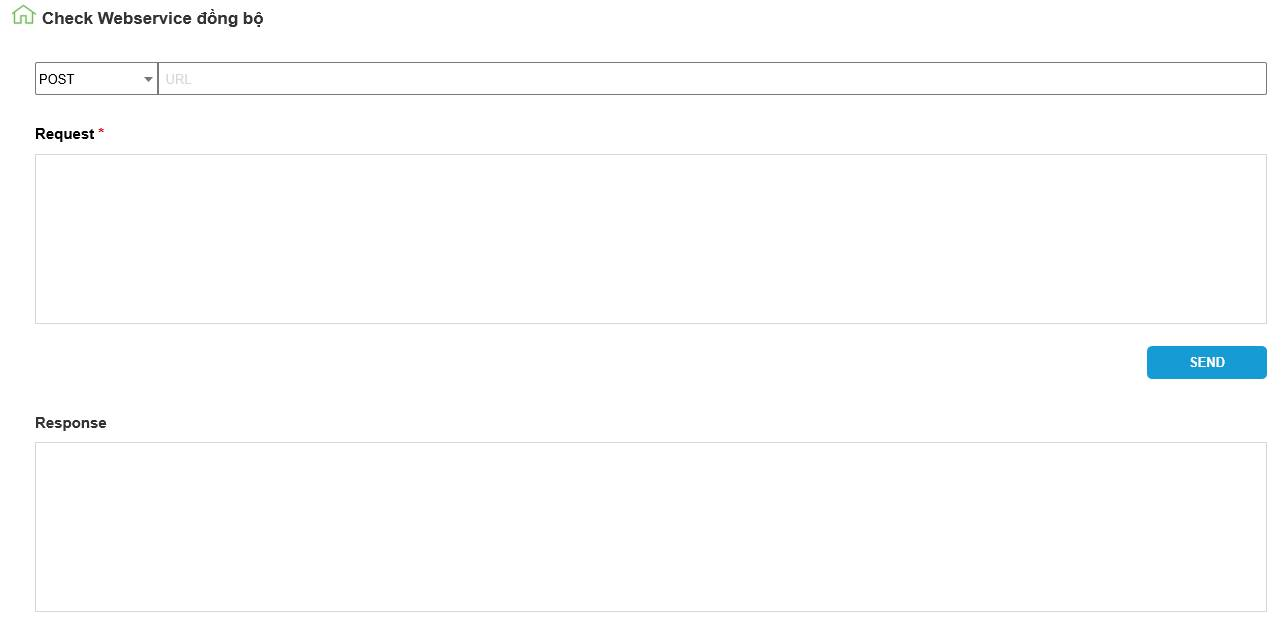 Check Webservice đồng bộ
POST URL
Request *
SEND
Response